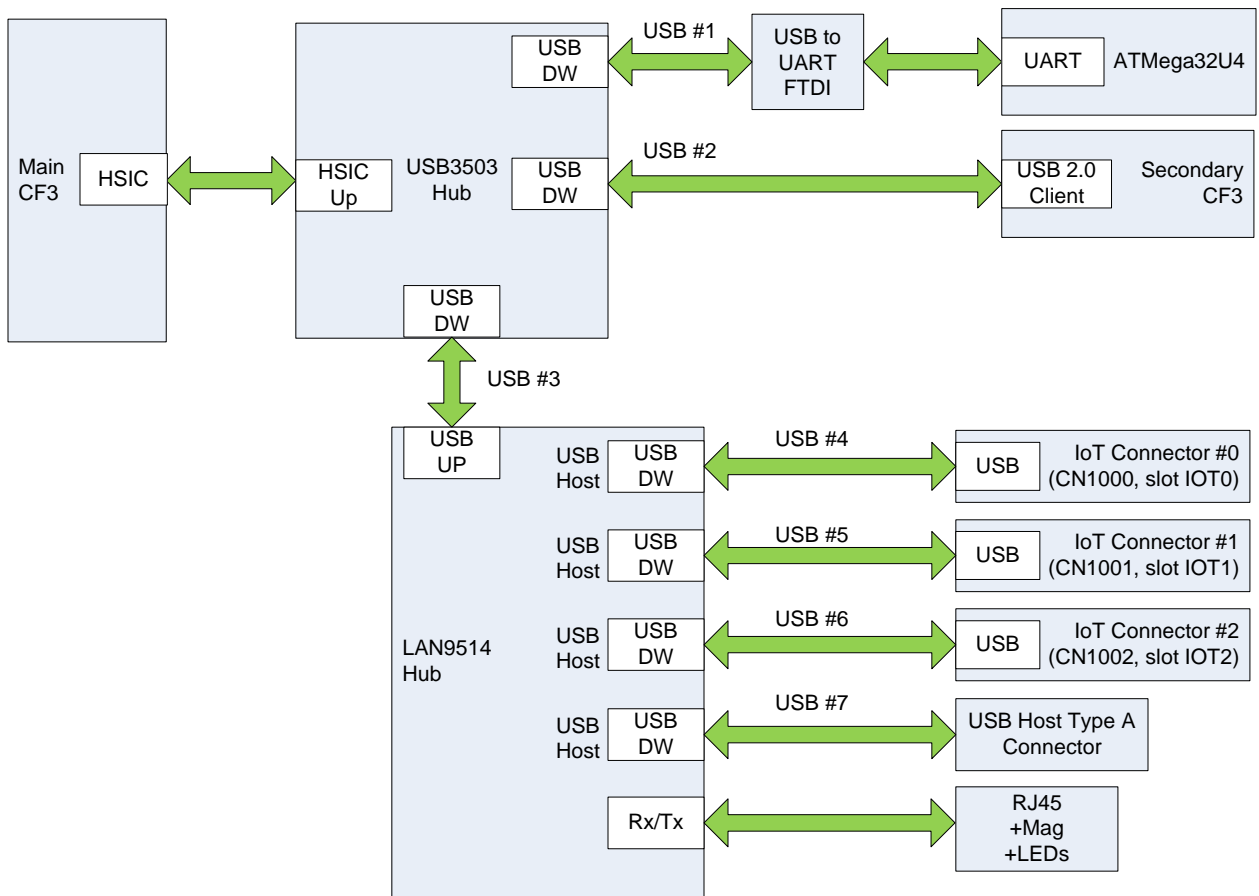 USB
DW
USB #1
USB to
UART
FTDI
UART
ATMega32U4
Main
CF3
HSIC
HSIC
Up
USB3503
Hub
USB
DW
USB #2
USB 2.0
Client
Secondary
CF3
USB
DW
USB #3
USB
UP
LAN9514
Hub
USB
Host
USB
DW
USB #4
USB
IoT Connector #0
(CN1000, slot IOT0)
USB
Host
USB
DW
USB #5
USB
IoT Connector #1
(CN1001, slot IOT1)
USB
Host
USB
DW
USB #6
USB
IoT Connector #2
(CN1002, slot IOT2)
USB
Host
USB
DW
USB #7
USB Host Type A
Connector
Rx/Tx
RJ45
+Mag
+LEDs